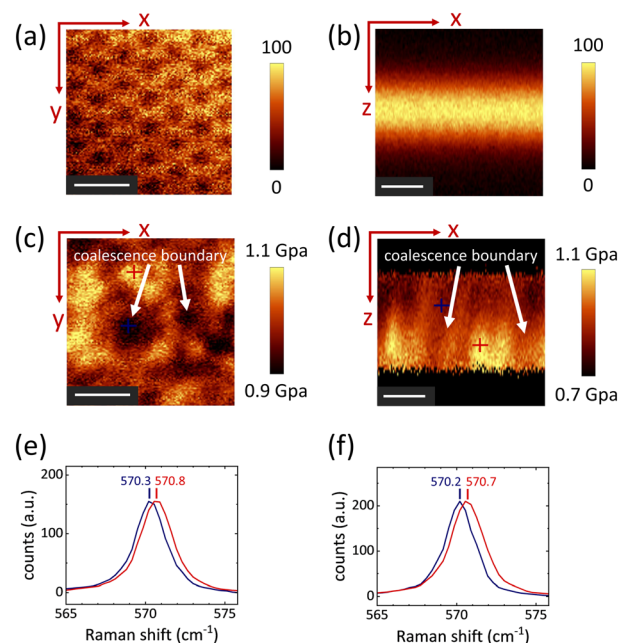 (a)
x
y
100
0
(b)
x
z
100
0
(c)
x
y
coalescence boundary
1.1 Gpa
0.9 Gpa
(d)
x
z
coalescence boundary
1.1 Gpa
0.7 Gpa
(e)
570.3 570.8
200
150
0
counts (a.u.)
565 570 575
Raman shift (cm⁻¹)
(f)
570.2 570.7
200
100
0
counts (a.u.)
565 570 575
Raman shift (cm⁻¹)